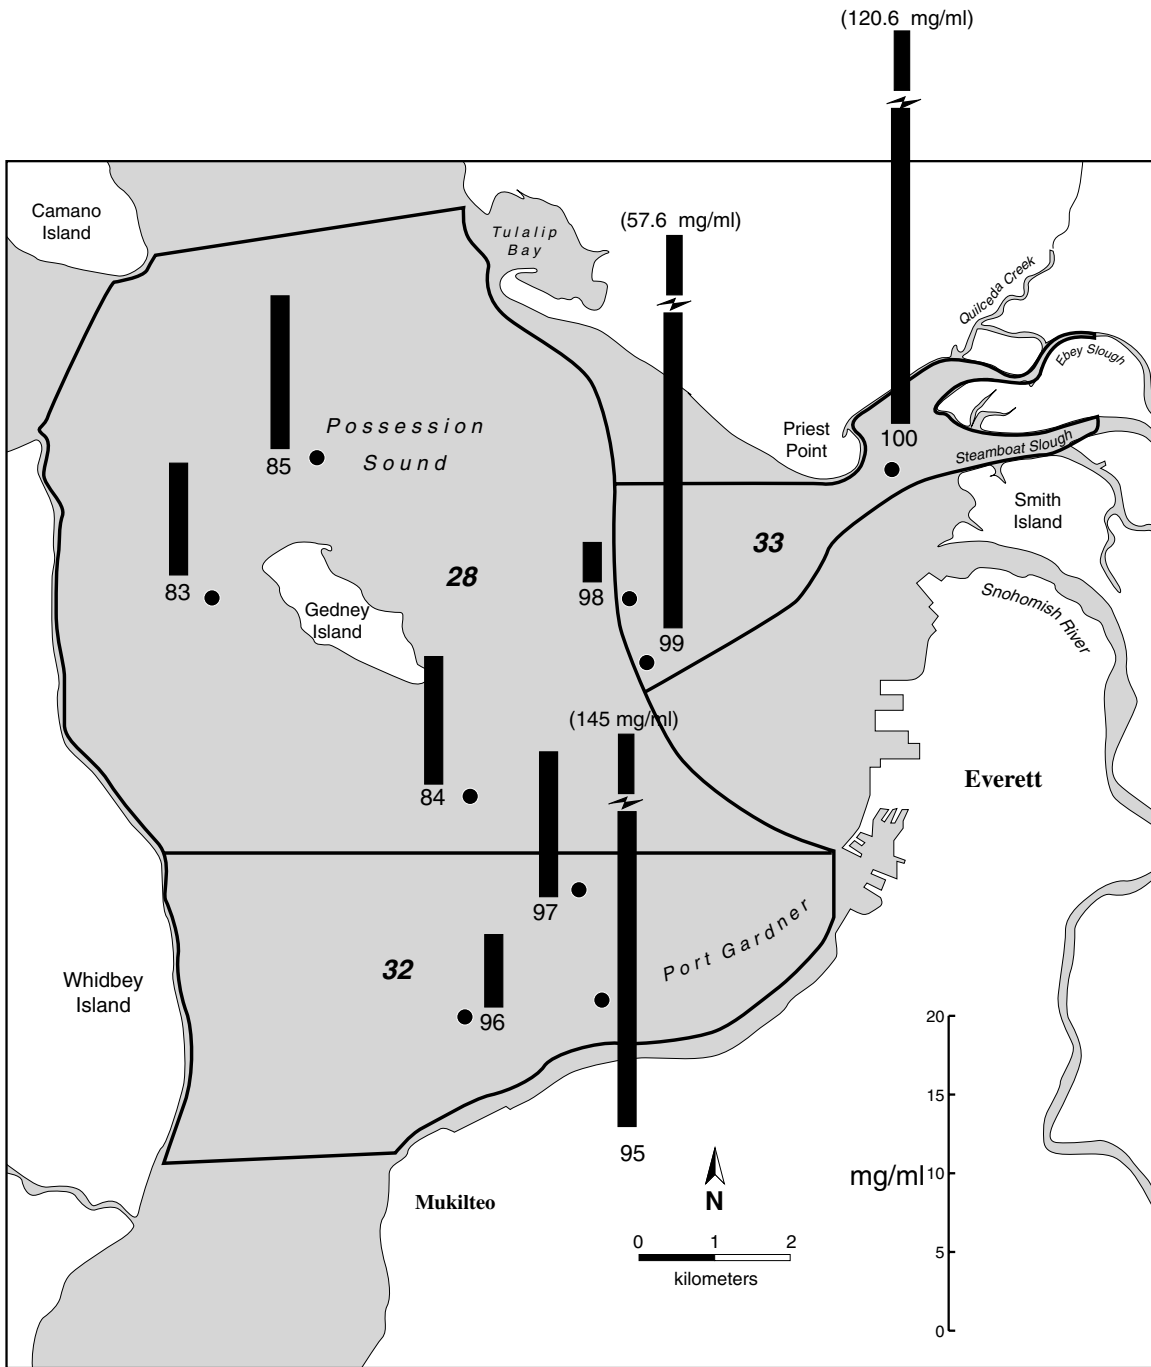 (120.6 mg/ml)
Camano
Island
Tulalip
Bay
(57.6 mg/ml)
Quilceda Creek
Ebey Slough
Possession
Sound
85
Priest
Point
100
Steamboat Slough
Smith
Island
33
28
83
98
Gedney
Island
Snohomish River
99
(145 mg/ml)
Everett
84
97
Port Gardner
32
Whidbey
Island
96
20
15
95
mg/ml
10
N
Mukilteo
0 1 2
kilometers
5
0